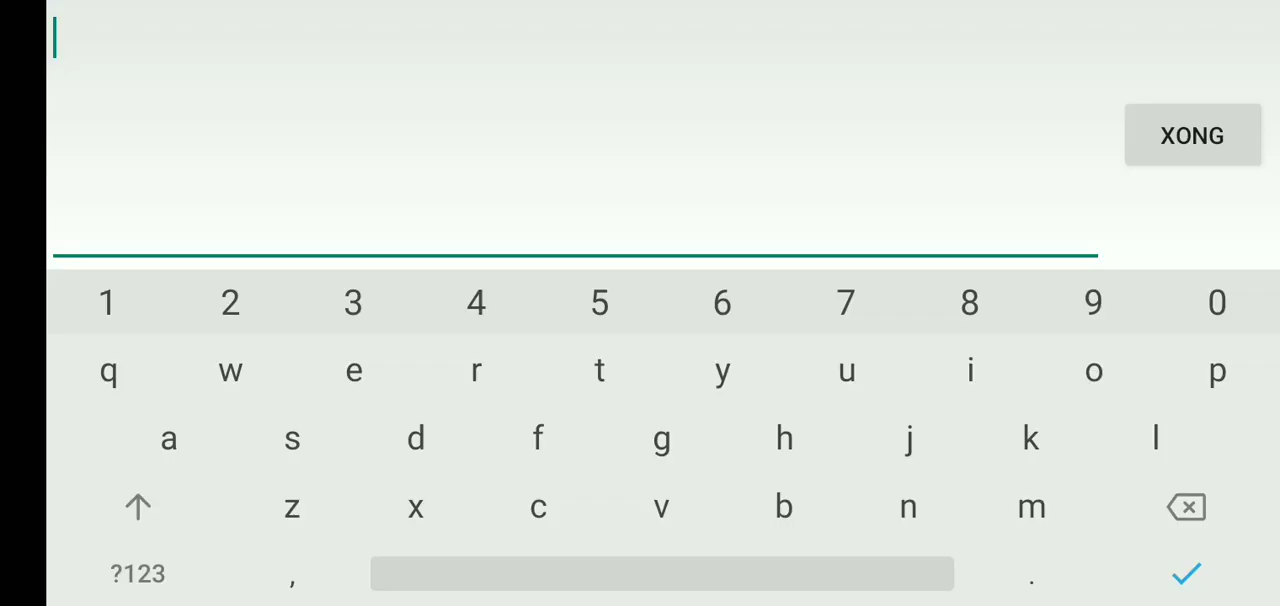 XONG
1 2 3 4 5 6 7 8 9 0
q w e r t y u i o p
a s d f g h j k l
z x c v b n m
?123 , .